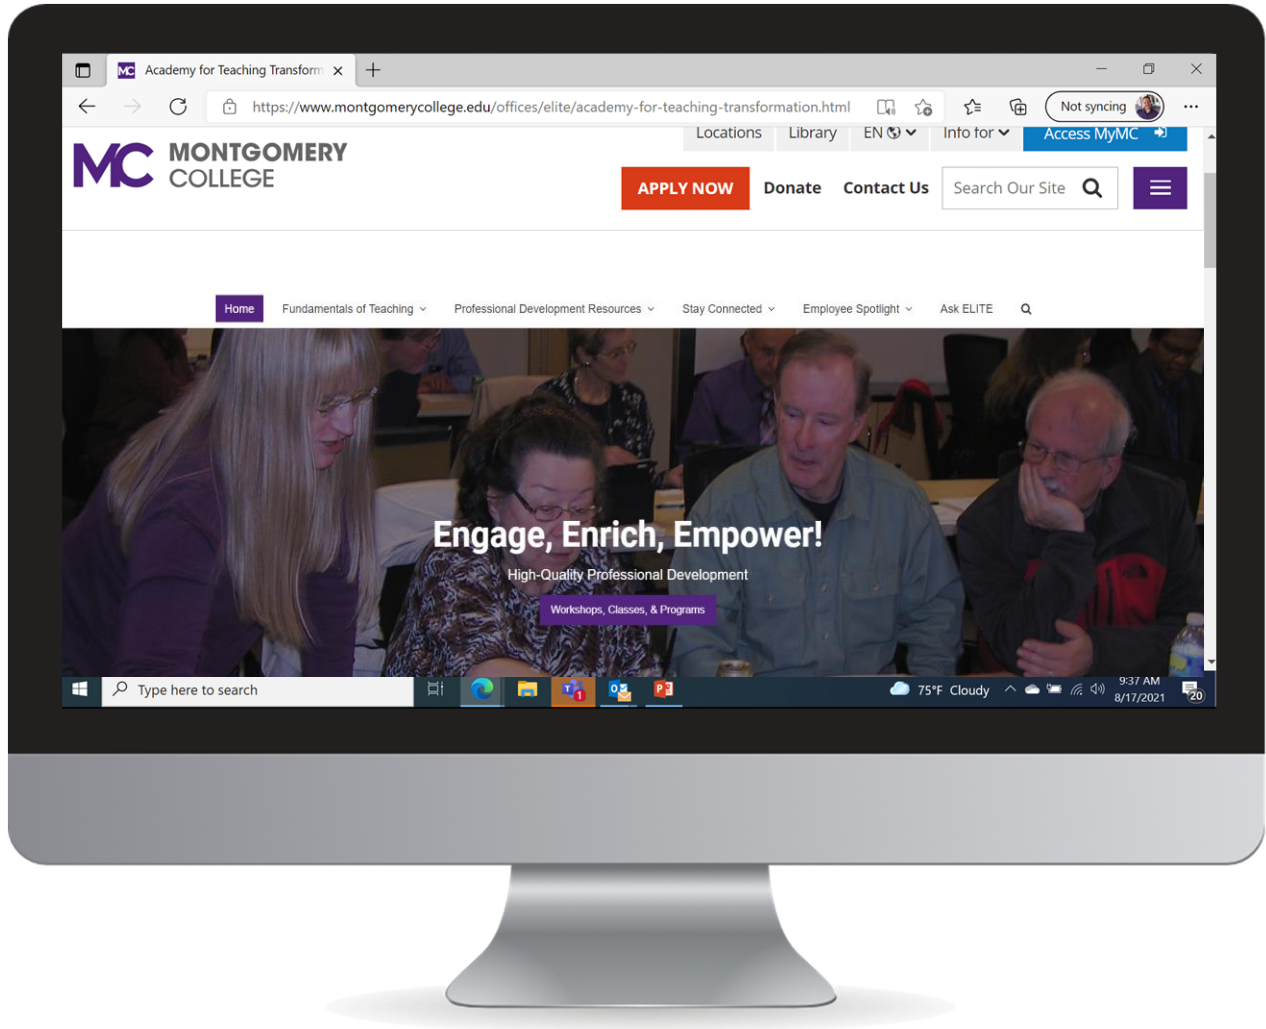 MC Academy for Teaching Transform
https://www.montgomerycollege.edu/offices/elite/academy-for-teaching-transformation.html
Not syncing
Locations Library EN Info for Access MyMC
MC MONTGOMERY
COLLEGE
APPLY NOW Donate Contact Us Search Our Site
Home Fundamentals of Teaching Professional Development Resources Stay Connected Employee Spotlight Ask ELITE
Engage, Enrich, Empower!
High-Quality Professional Development
Workshops, Classes, & Programs
Type here to search
75°F Cloudy
9:37 AM
8/17/2021
20
1